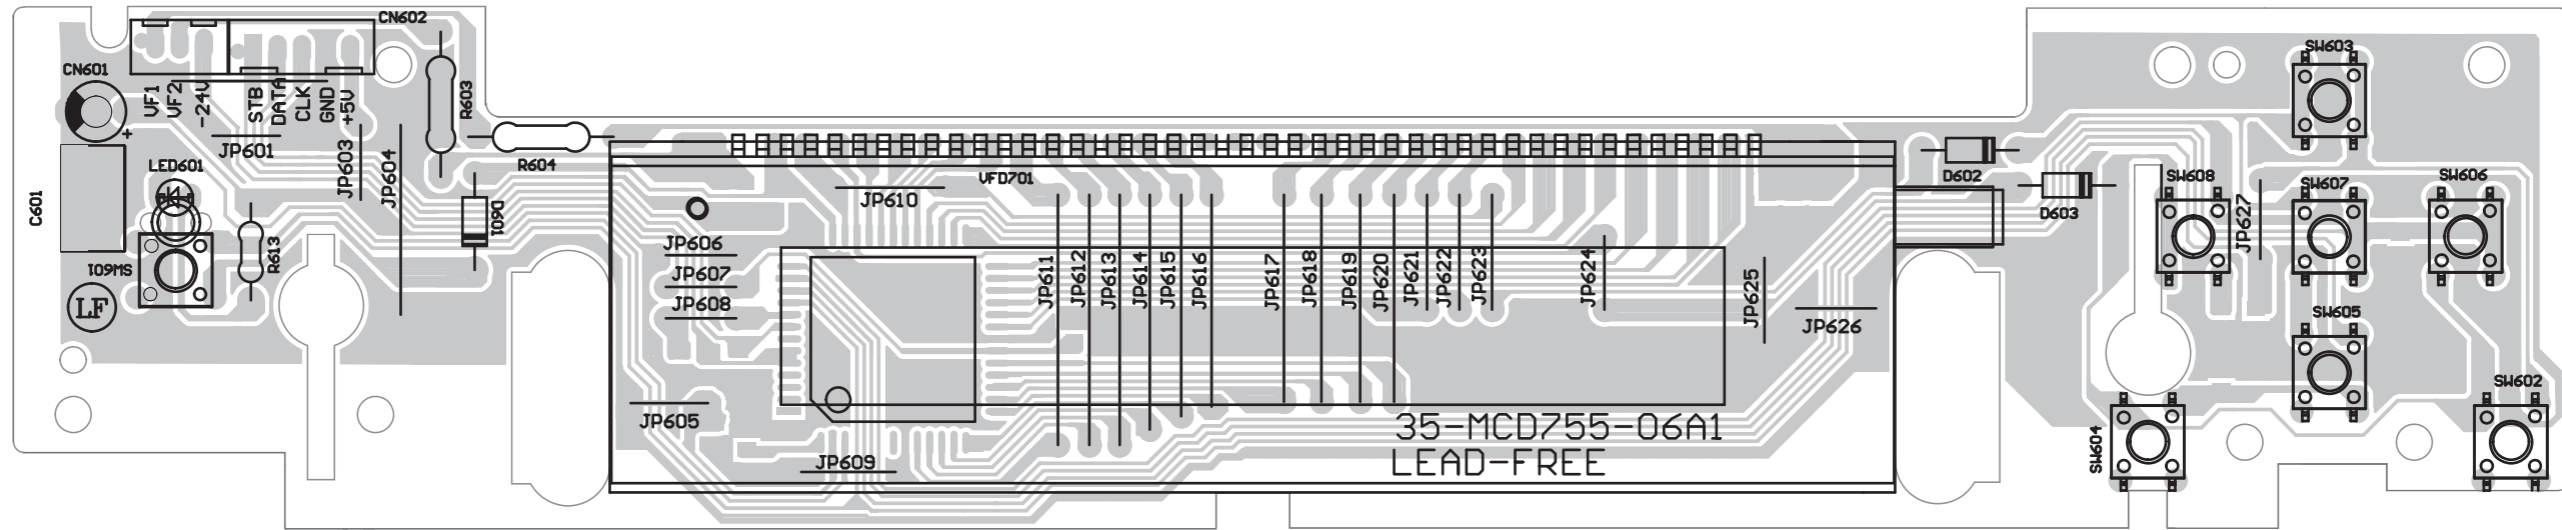 CN602
CN601
VF1
VF2
-24V
STB
DATA
CLK
GND
+5V
+
R603
R604
JP601
JP603
JP604
LED601
C601
D601
R613
SW601
LF
VFD701
JP610
JP606
JP607
JP608
JP605
JP609
JP611
JP612
JP613
JP614
JP615
JP616
JP617
JP618
JP619
JP620
JP621
JP622
JP623
JP624
JP625
JP626
35-MCD755-06A1
LEAD-FREE
D602
D603
SW603
SW608
JP627
SW607
SW606
SW605
SW602
SW604